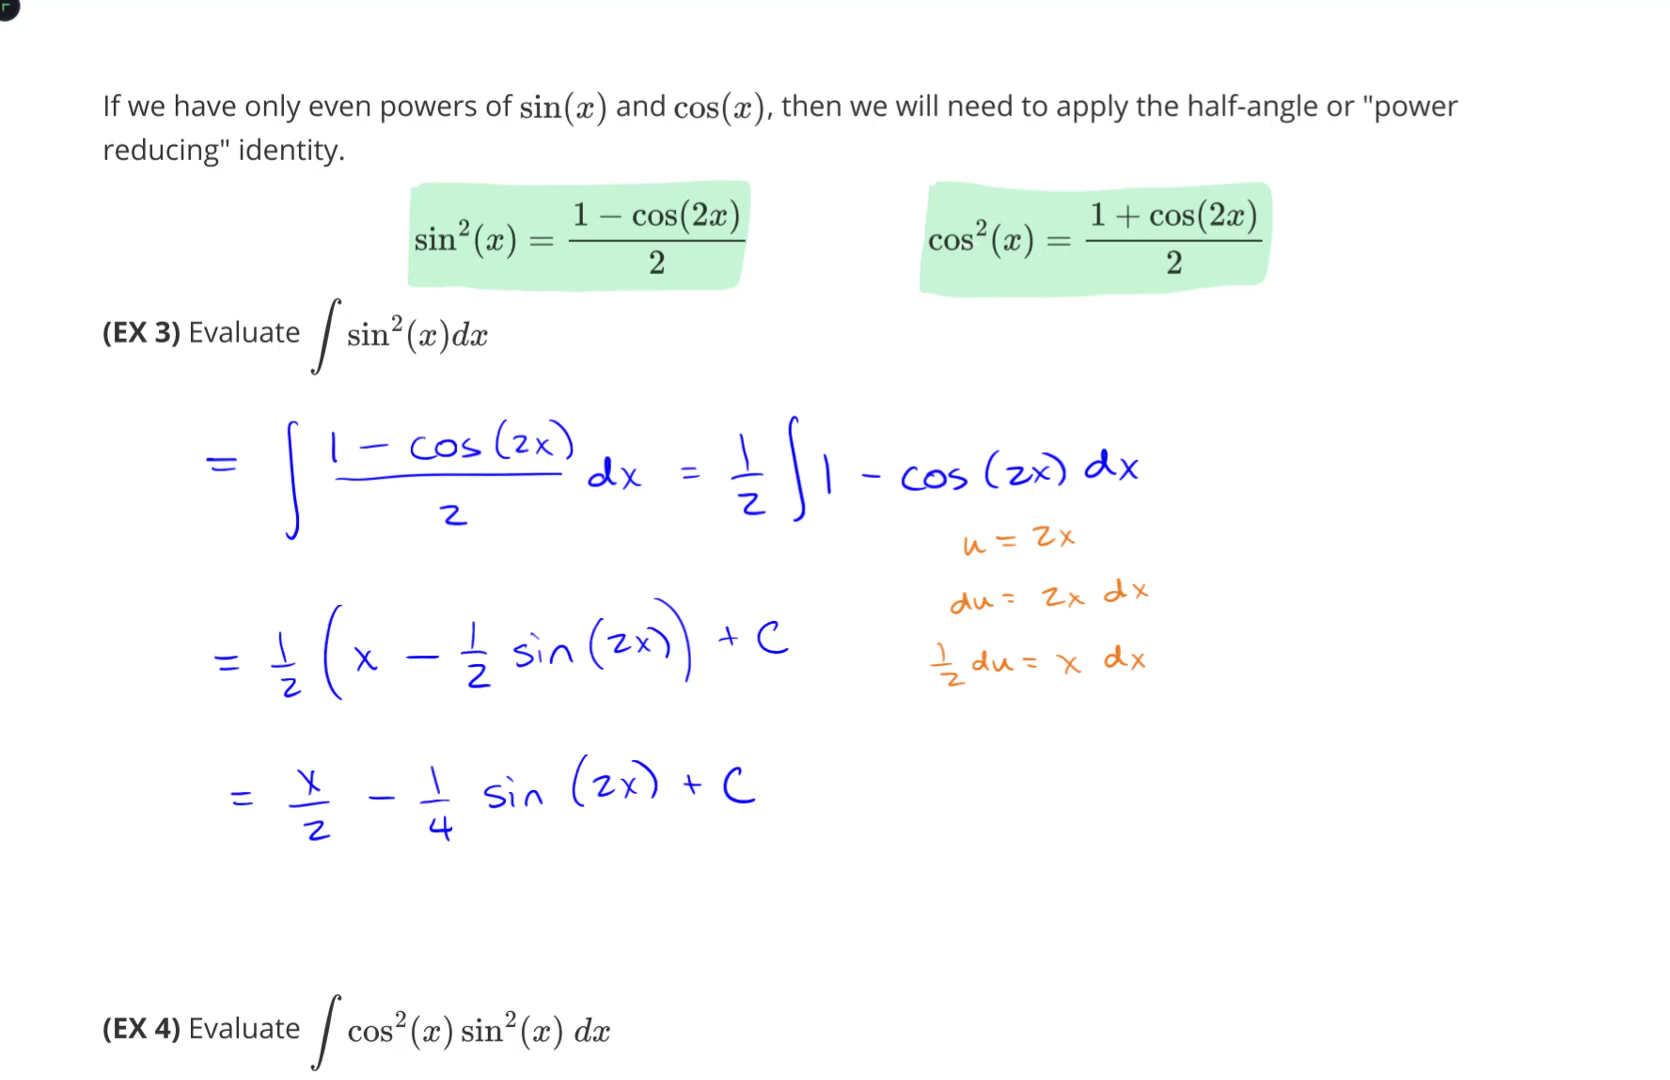 If we have only even powers of sin(x) and cos(x), then we will need to apply the half-angle or "power
reducing" identity.
sin²(x) = (1 − cos(2x))/2    cos²(x) = (1 + cos(2x))/2
(EX 3) Evaluate ∫ sin²(x)dx
= ∫ (1 − cos(2x))/2 dx = 1/2 ∫ 1 − cos(2x) dx
u = 2x
du = 2x dx
= 1/2 (x − 1/2 sin(2x)) + C
1/2 du = x dx
= x/2 − 1/4 sin(2x) + C
(EX 4) Evaluate ∫ cos²(x) sin²(x) dx